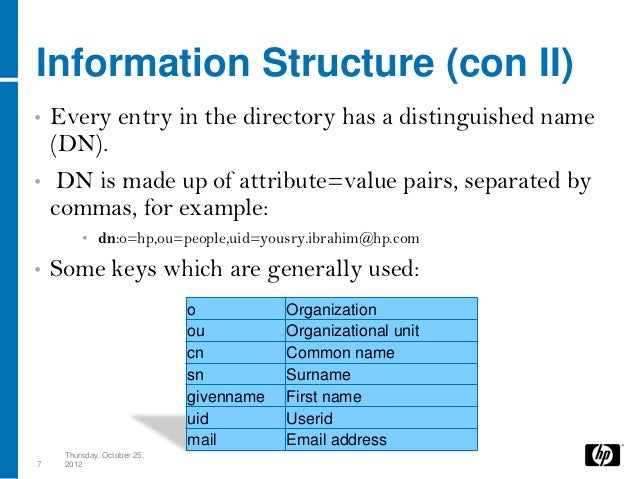 Information Structure (con II)
• Every entry in the directory has a distinguished name
(DN).
• DN is made up of attribute=value pairs, separated by
commas, for example:
• dn:o=hp,ou=people,uid=yousry.ibrahim@hp.com
• Some keys which are generally used:
o Organization
ou Organizational unit
cn Common name
sn Surname
givenname First name
uid Userid
mail Email address
7 Thursday, October 25,
2012
hp